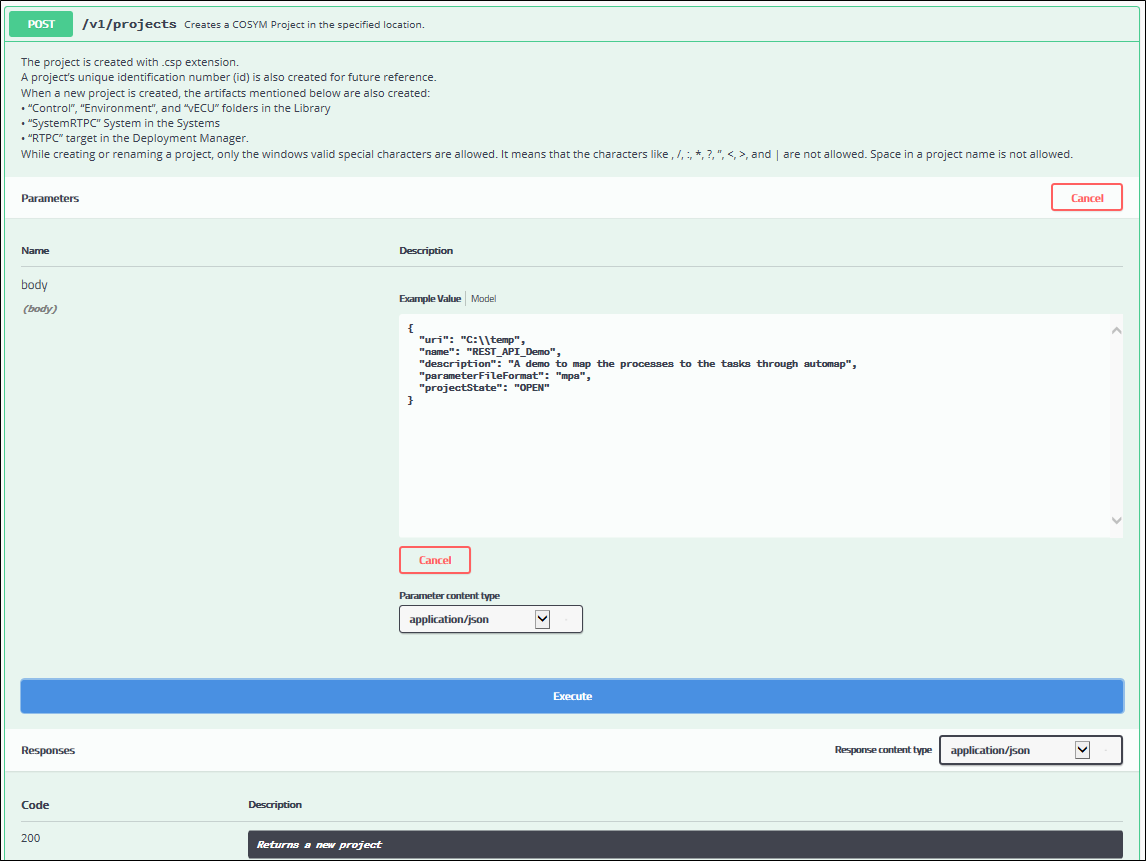 POST /v1/projects Creates a COSYM Project in the specified location.
The project is created with .csp extension.
A project's unique identification number (id) is also created for future reference.
When a new project is created, the artifacts mentioned below are also created:
• “Control”, “Environment”, and “vECU” folders in the Library
• “SystemRTPC” System in the Systems
• “RTPC” target in the Deployment Manager.
While creating or renaming a project, only the windows valid special characters are allowed. It means that the characters like , /, :, *, ?, ”, <, >, and | are not allowed. Space in a project name is not allowed.
Parameters Cancel
Name Description
body
(body)
Example Value Model
{
"uri": "C:\\temp",
"name": "REST_API_Demo",
"description": "A demo to map the processes to the tasks through automap",
"parameterFileFormat": "mpa",
"projectState": "OPEN"
}
Cancel
Parameter content type
application/json
Execute
Responses Response content type application/json
Code Description
200 Returns a new project